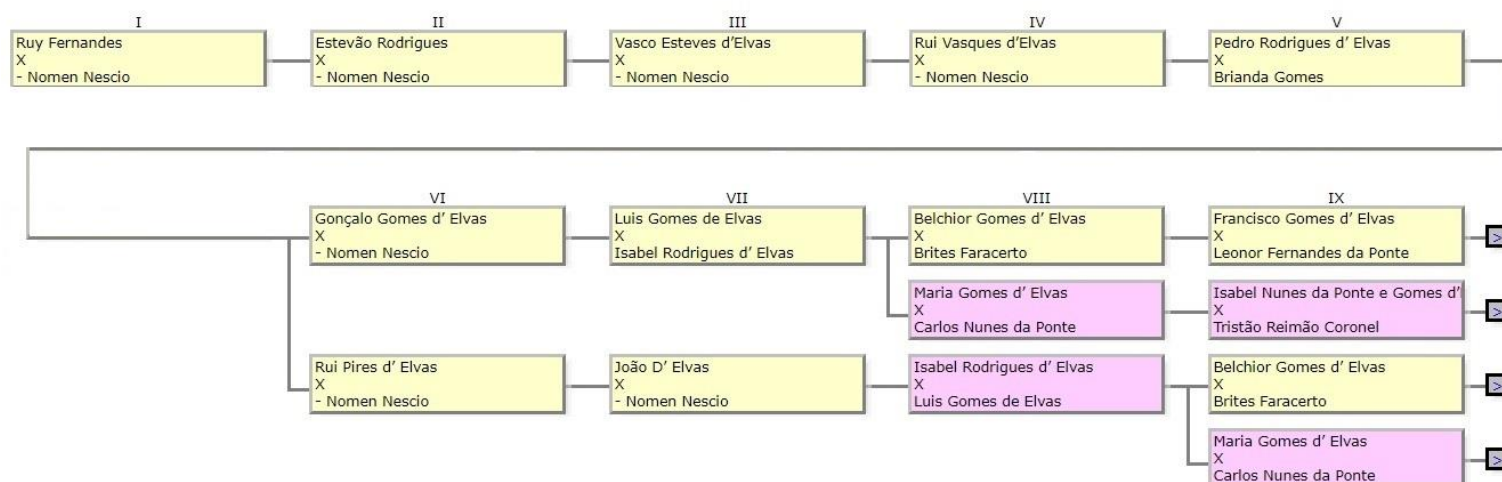 I
II
III
IV
V
Ruy Fernandes
X
- Nomen Nescio
Estevão Rodrigues
X
- Nomen Nescio
Vasco Esteves d'Elvas
X
- Nomen Nescio
Rui Vasques d'Elvas
X
- Nomen Nescio
Pedro Rodrigues d' Elvas
X
Brianda Gomes
VI
VII
VIII
IX
Gonçalo Gomes d' Elvas
X
- Nomen Nescio
Luis Gomes de Elvas
X
Isabel Rodrigues d' Elvas
Belchior Gomes d' Elvas
X
Brites Faracerto
Francisco Gomes d' Elvas
X
Leonor Fernandes da Ponte
>
Maria Gomes d' Elvas
X
Carlos Nunes da Ponte
Isabel Nunes da Ponte e Gomes d'
X
Tristão Reimão Coronel
>
Rui Pires d' Elvas
X
- Nomen Nescio
João D' Elvas
X
- Nomen Nescio
Isabel Rodrigues d' Elvas
X
Luis Gomes de Elvas
Belchior Gomes d' Elvas
X
Brites Faracerto
>
Maria Gomes d' Elvas
X
Carlos Nunes da Ponte
>